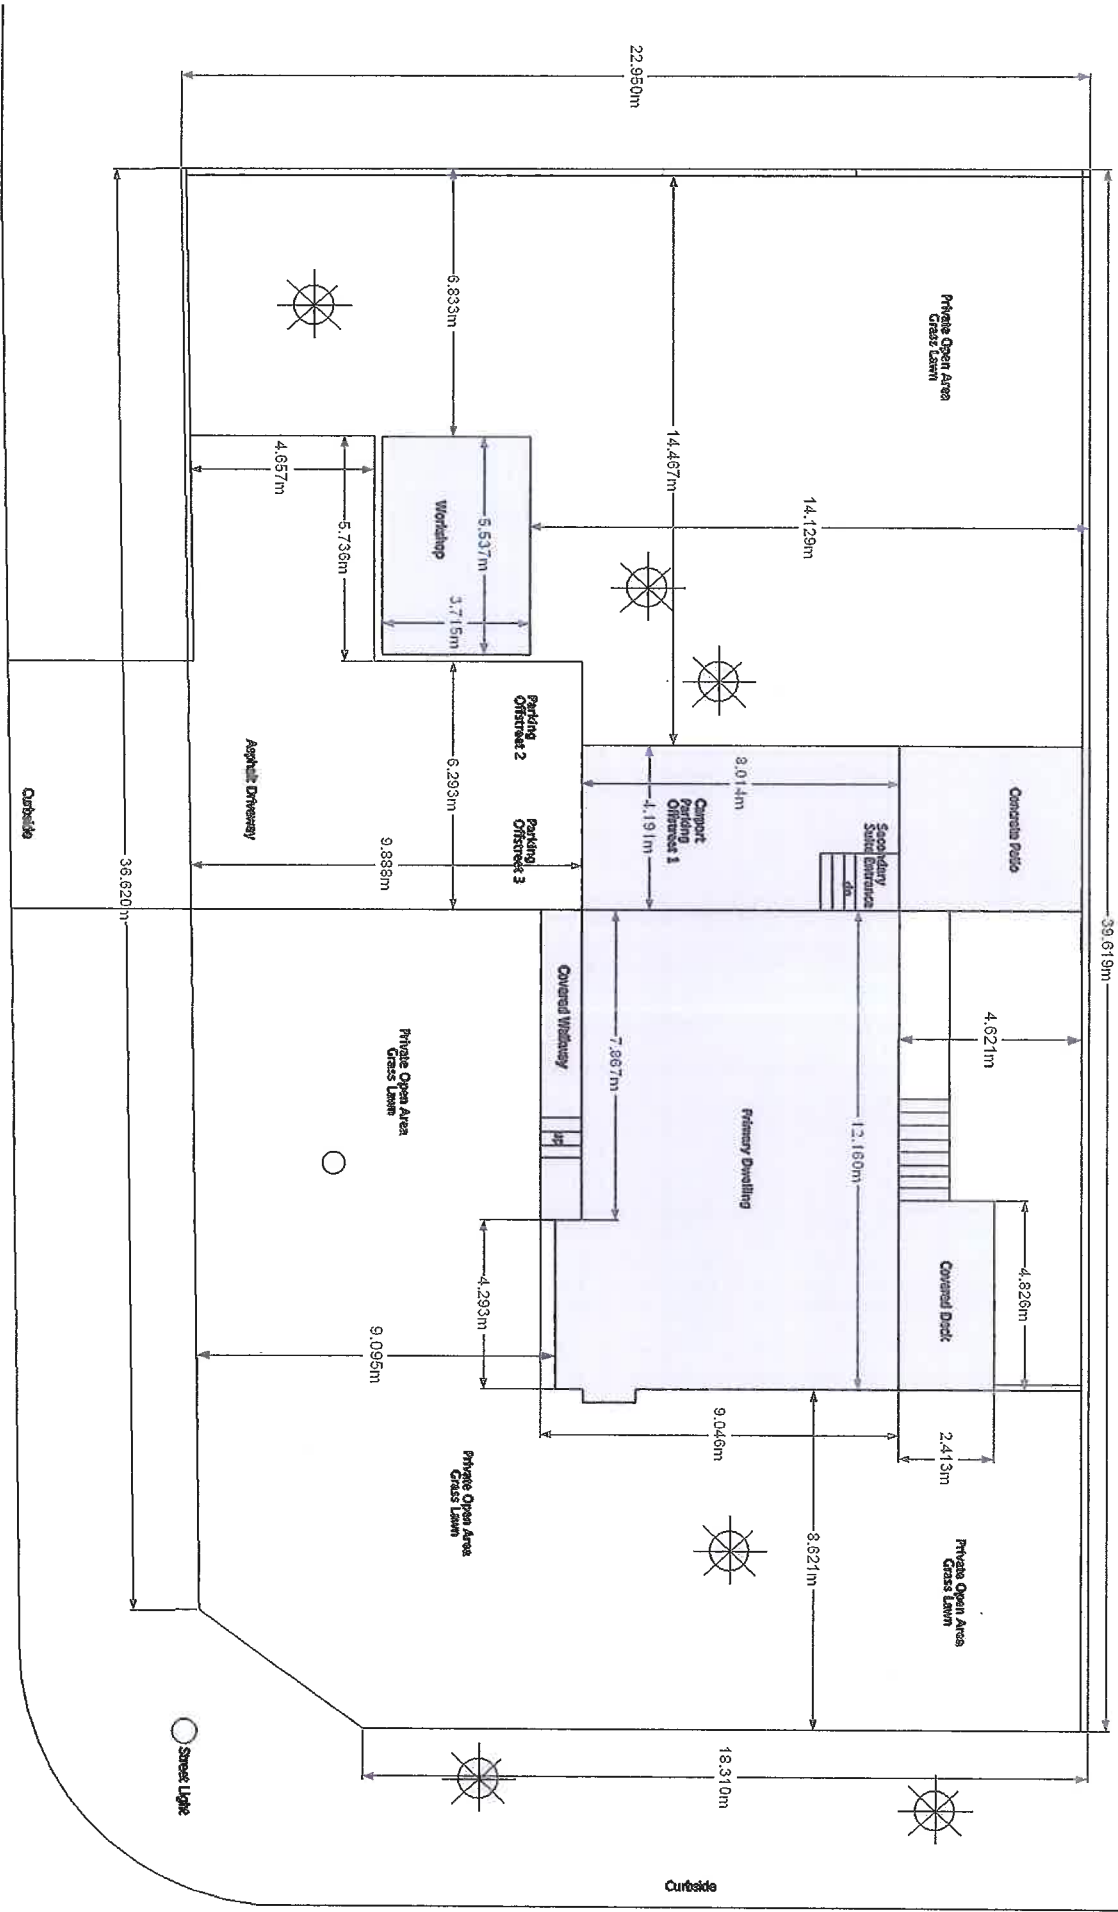 22.950m
39.619m
Private Open Area
Grass Lawn
6.833m
14.467m
14.129m
4.657m
5.736m
Workshop
5.537m
3.715m
Parking
Offstreet 2
Parking
Offstreet 3
6.293m
9.888m
Asphalt Driveway
Curbside
36.620m
Concrete Patio
8.014m
4.191m
Carport
Parking
Offstreet 1
Secondary
Suite Entrance
dn
Covered Walkway
up
7.867m
12.160m
4.621m
Primary Dwelling
Private Open Area
Grass Lawn
4.826m
Covered Deck
4.293m
9.095m
9.046m
2.413m
Private Open Area
Grass Lawn
8.621m
Private Open Area
Grass Lawn
18.310m
Street Light
Curbside